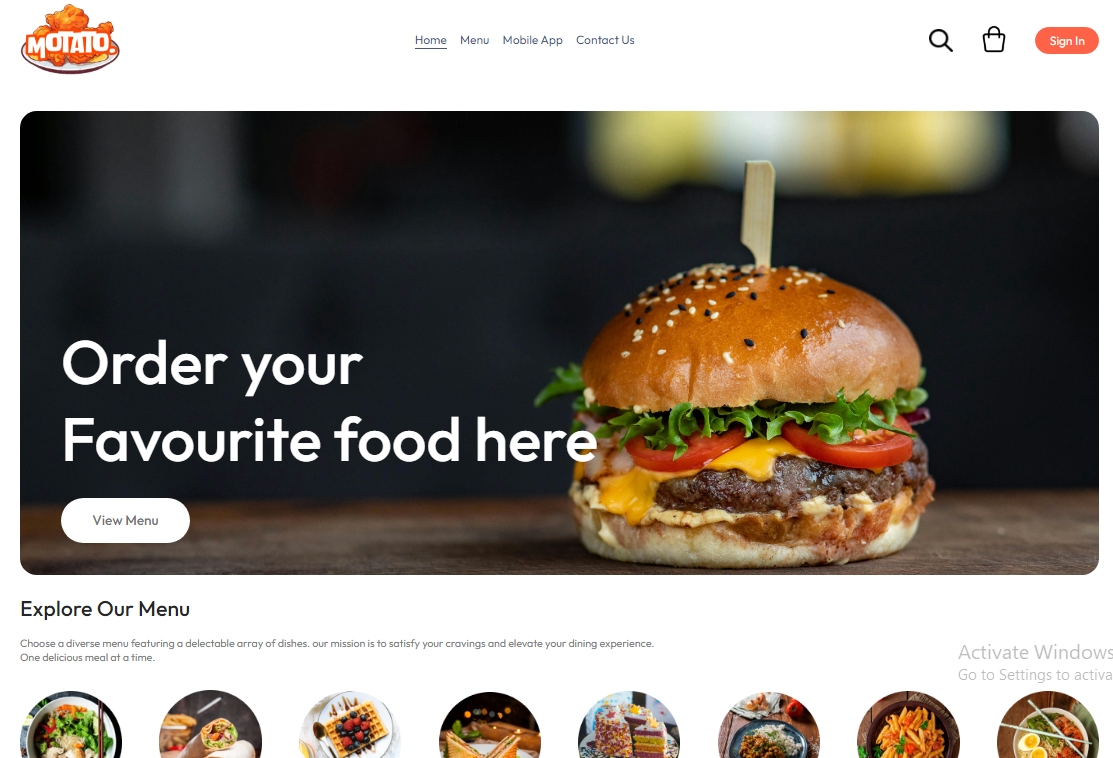 MOTATO.
Home Menu Mobile App Contact Us
Sign In
Order your
Favourite food here
View Menu
Explore Our Menu
Choose a diverse menu featuring a delectable array of dishes. our mission is to satisfy your cravings and elevate your dining experience.
One delicious meal at a time.
Activate Windows
Go to Settings to activa